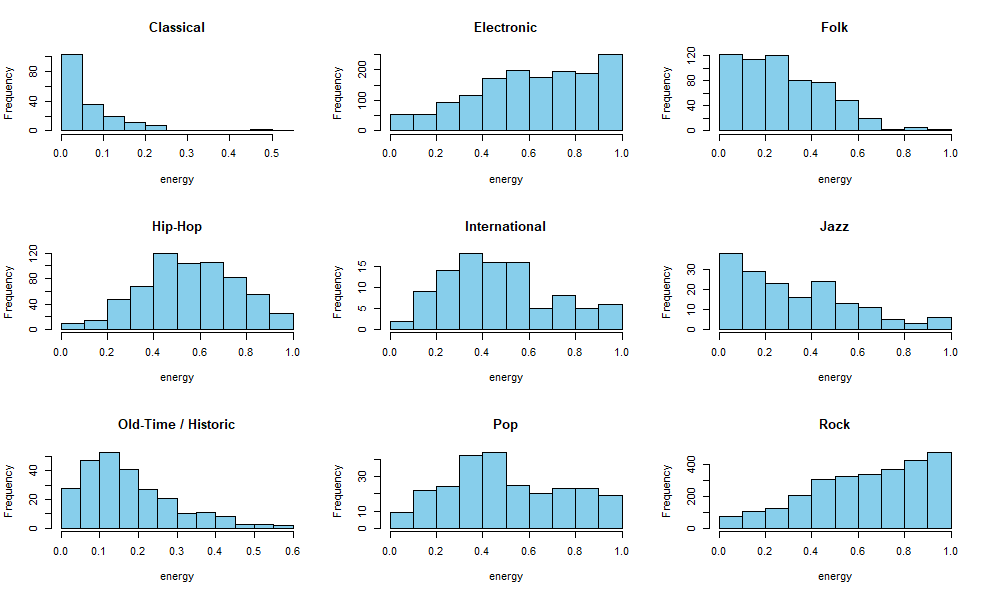 Classical
Frequency
0 40 80
0.0 0.1 0.2 0.3 0.4 0.5
energy
Electronic
Frequency
0 100 200
0.0 0.2 0.4 0.6 0.8 1.0
energy
Folk
Frequency
0 40 80 120
0.0 0.2 0.4 0.6 0.8 1.0
energy
Hip-Hop
Frequency
0 40 80 120
0.0 0.2 0.4 0.6 0.8 1.0
energy
International
Frequency
0 5 10 15
0.0 0.2 0.4 0.6 0.8 1.0
energy
Jazz
Frequency
0 10 20 30
0.0 0.2 0.4 0.6 0.8 1.0
energy
Old-Time / Historic
Frequency
0 20 40
0.0 0.1 0.2 0.3 0.4 0.5 0.6
energy
Pop
Frequency
0 10 30
0.0 0.2 0.4 0.6 0.8 1.0
energy
Rock
Frequency
0 200 400
0.0 0.2 0.4 0.6 0.8 1.0
energy